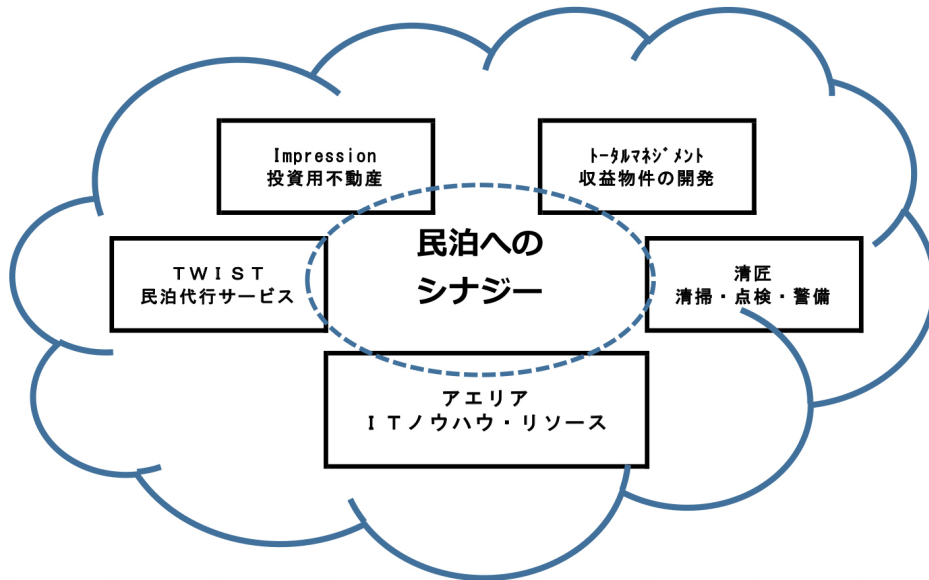 Impression
投資用不動産
ﾄｰﾀﾙﾏﾈｼﾞﾒﾝﾄ
収益物件の開発
民泊への
シナジー
ＴＷＩＳＴ
民泊代行サービス
清匠
清掃・点検・警備
アエリア
ＩＴノウハウ・リソース